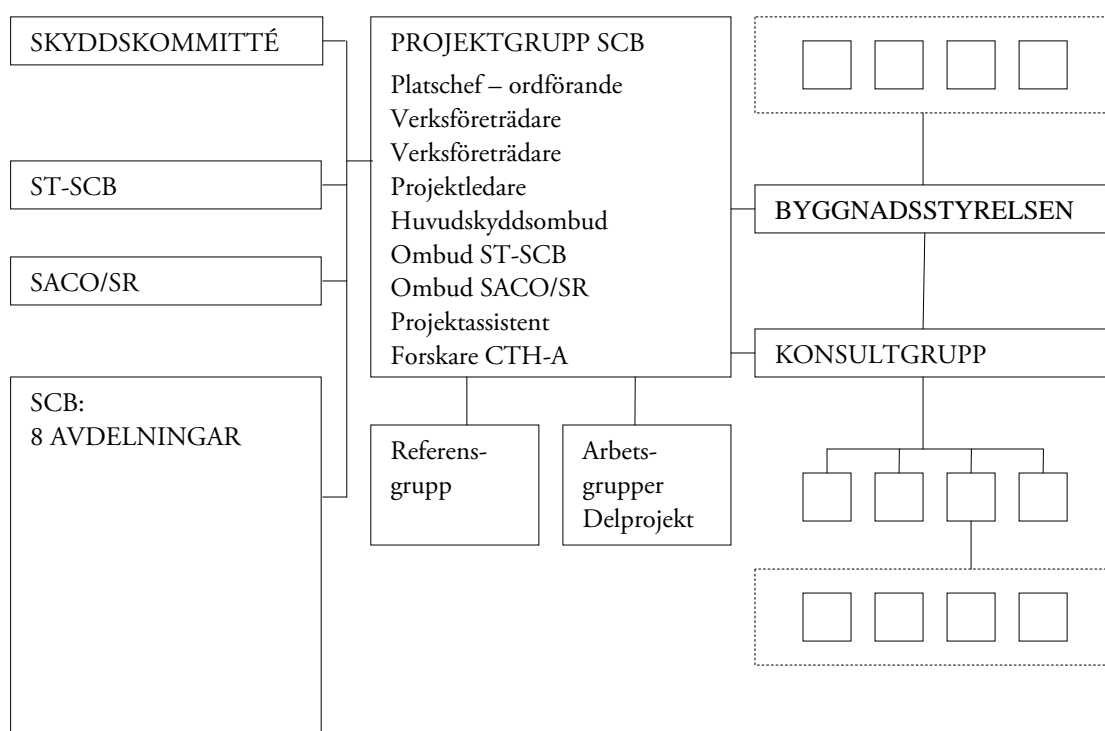 SKYDDSKOMMITTÉ
ST-SCB
SACO/SR
SCB:
8 AVDELNINGAR
PROJEKTGRUPP SCB
Platschef – ordförande
Verksföreträdare
Verksföreträdare
Projektledare
Huvudskyddsombud
Ombud ST-SCB
Ombud SACO/SR
Projektassistent
Forskare CTH-A
Referens-
grupp
Arbets-
grupper
Delprojekt
BYGGNADSSTYRELSEN
KONSULTGRUPP